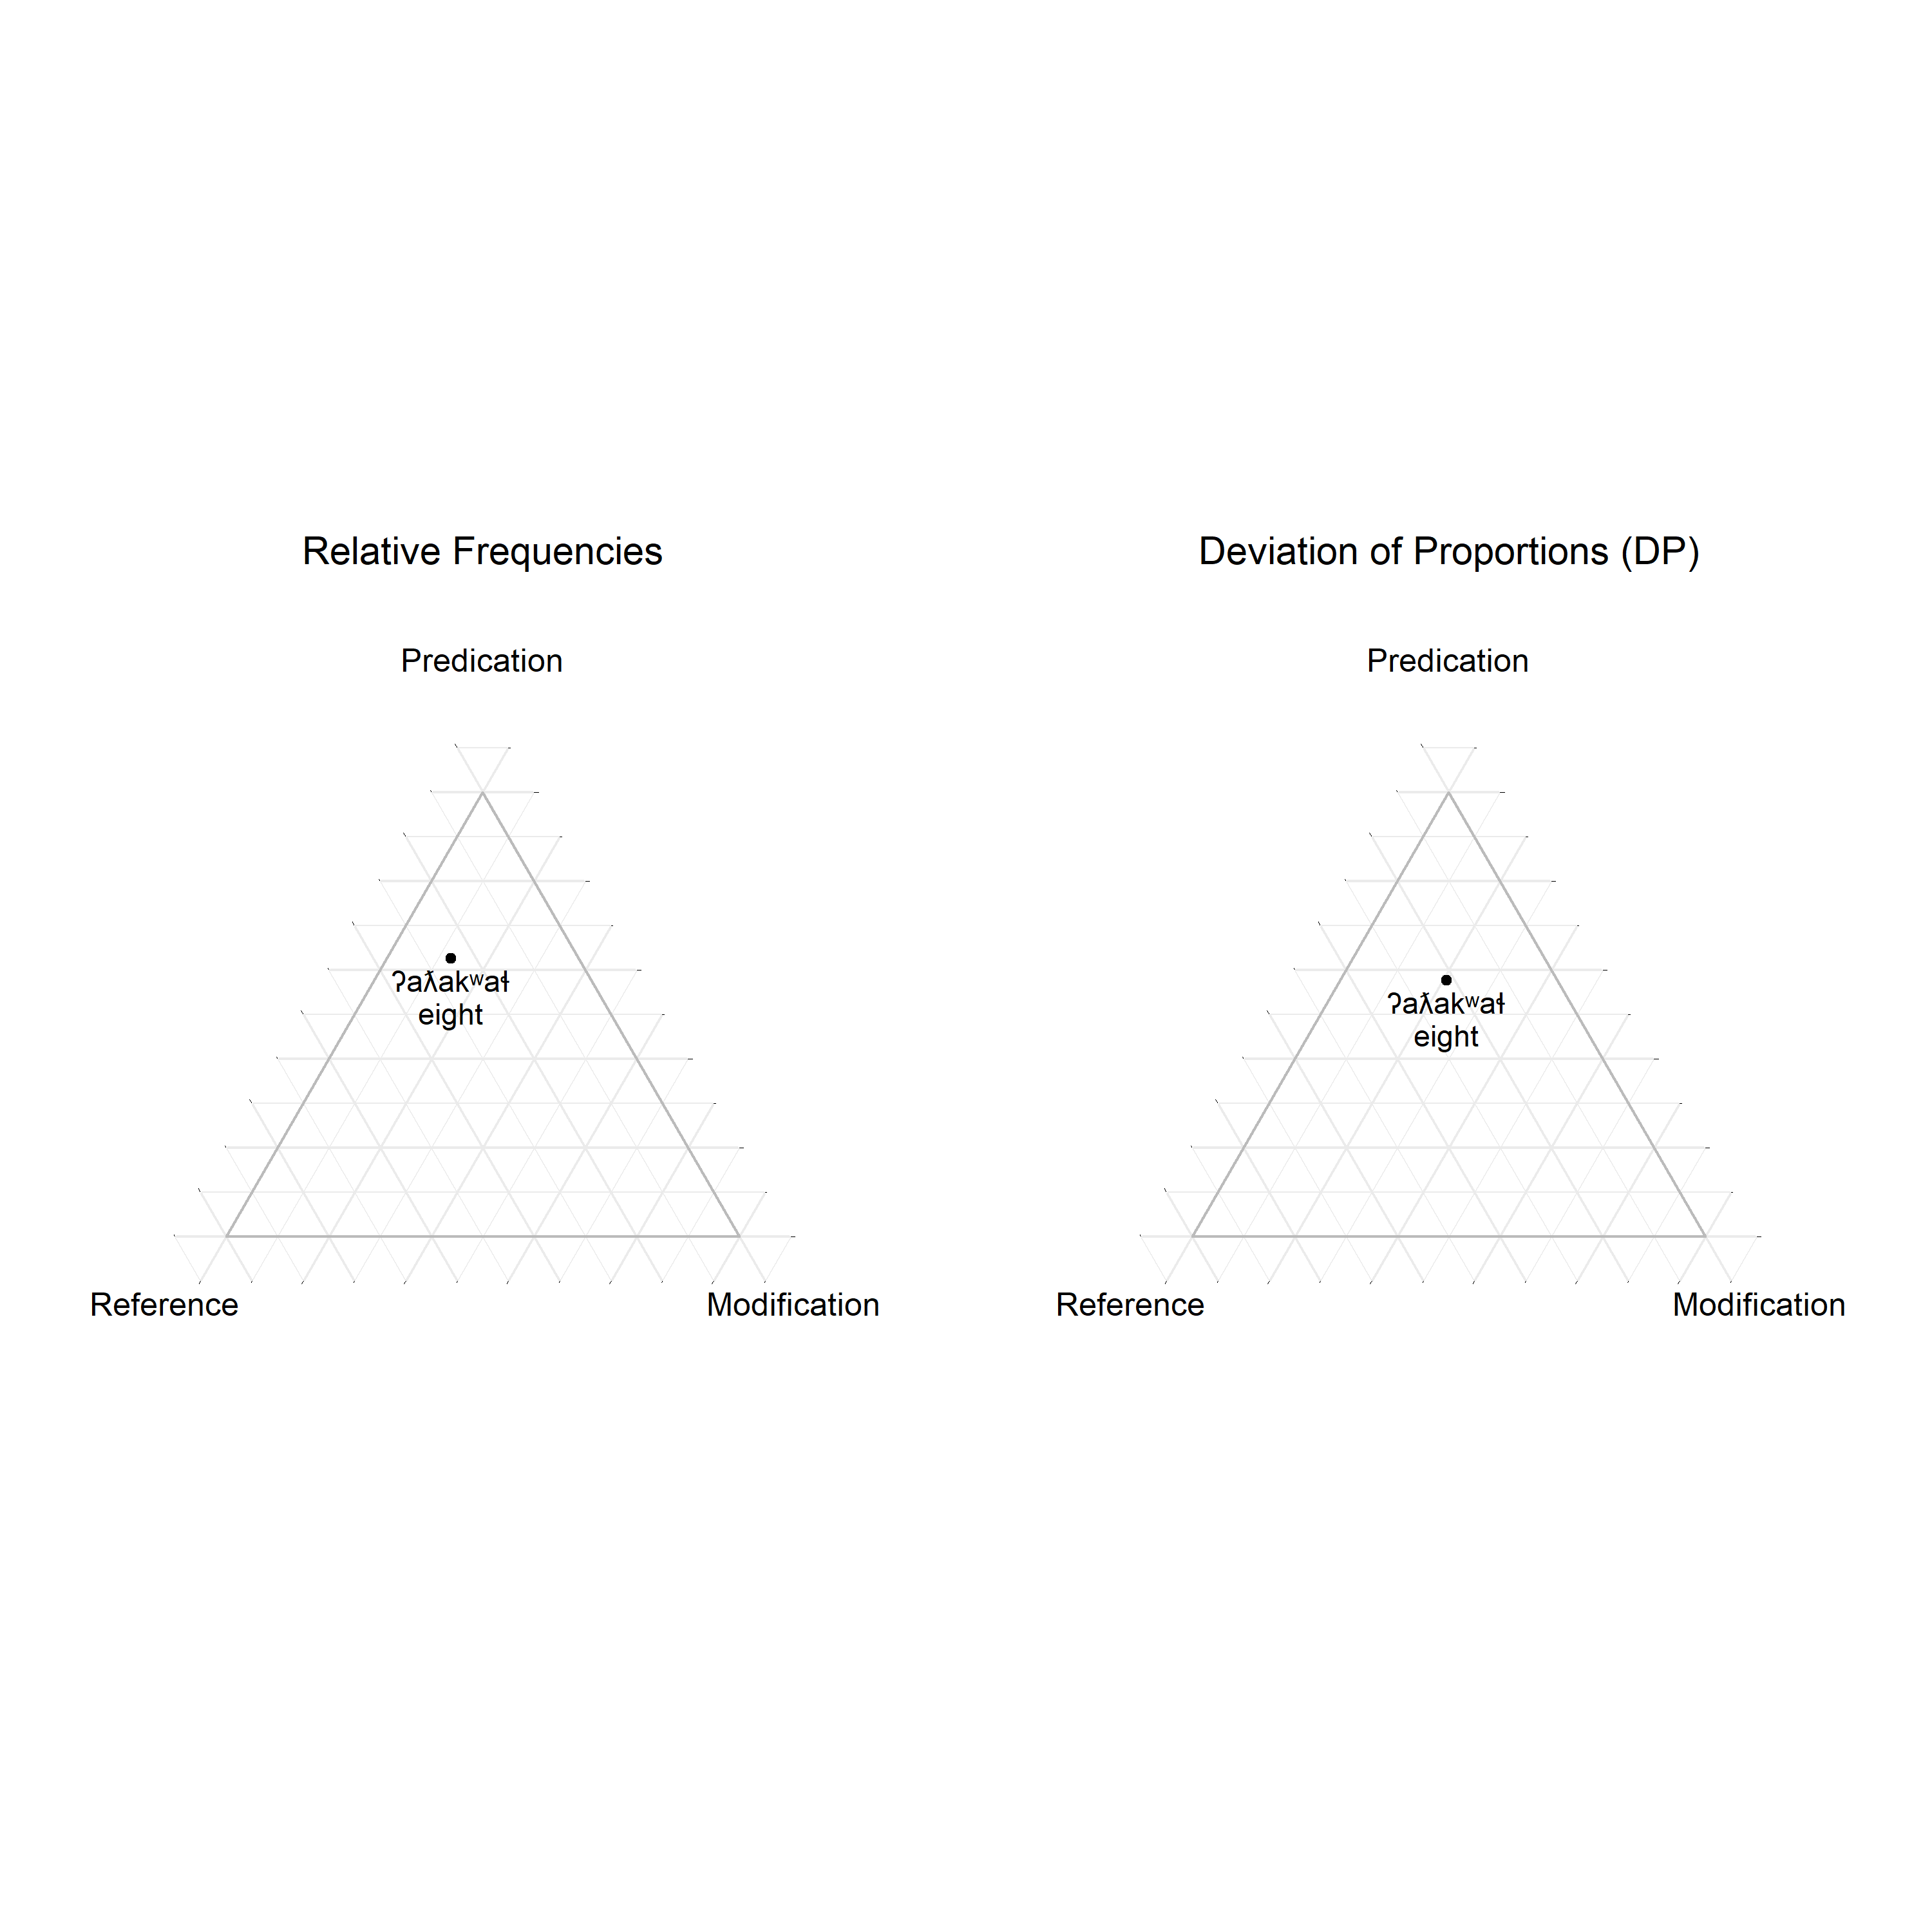 Relative Frequencies
Predication
ʔaƛakʷaɬ
eight
Reference
Modification
Deviation of Proportions (DP)
Predication
ʔaƛakʷaɬ
eight
Reference
Modification